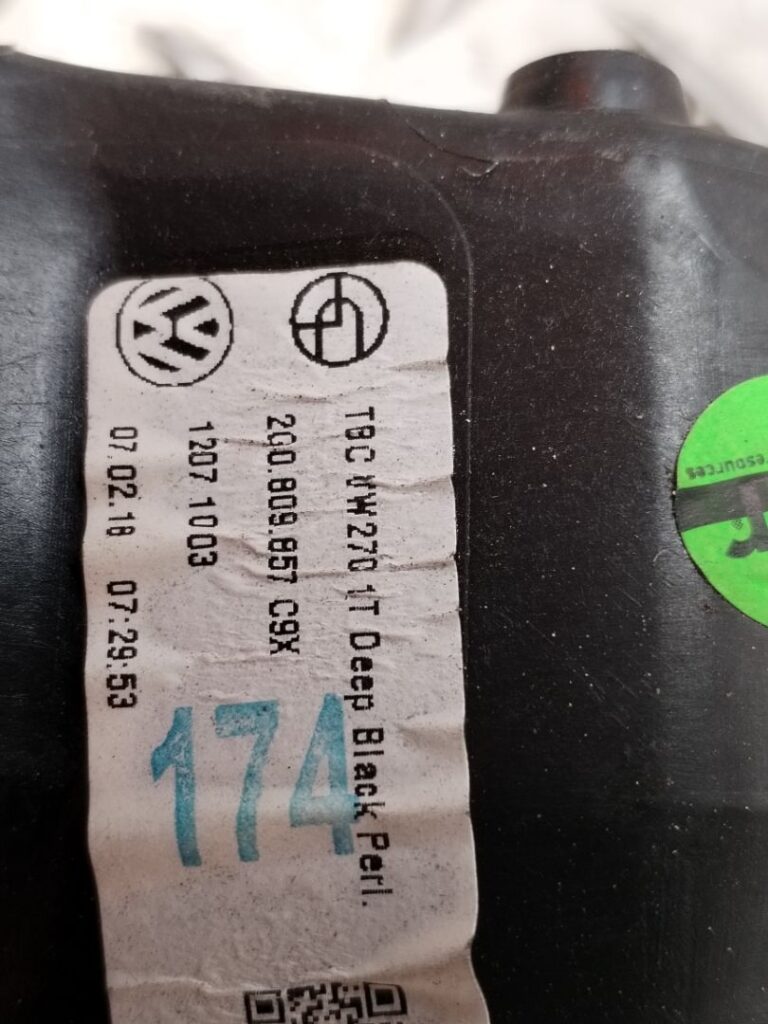 TBC VW270 1T Deep Black Perl.
2G0.809.857 C9X
1207 1003
07.02.18 07:29:53
174
resources